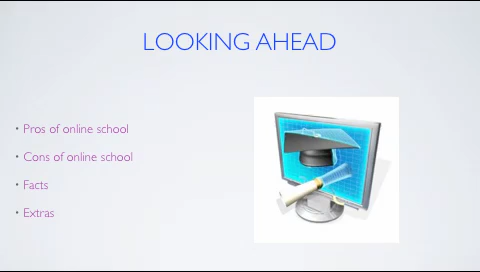 LOOKING AHEAD
• Pros of online school
• Cons of online school
• Facts
• Extras